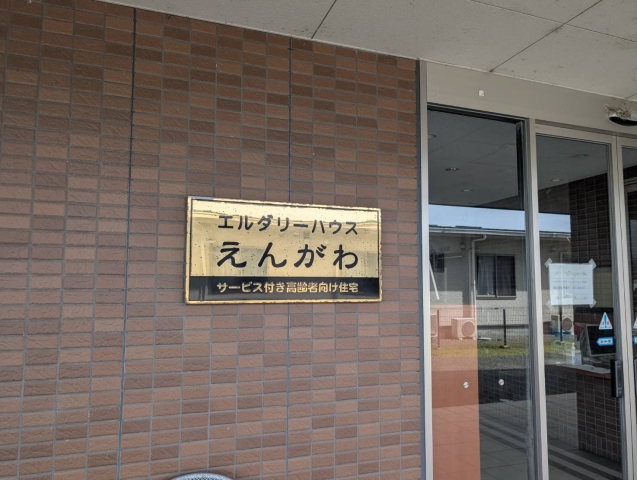 エルダリーハウス
えんがわ
サービス付き高齢者向け住宅